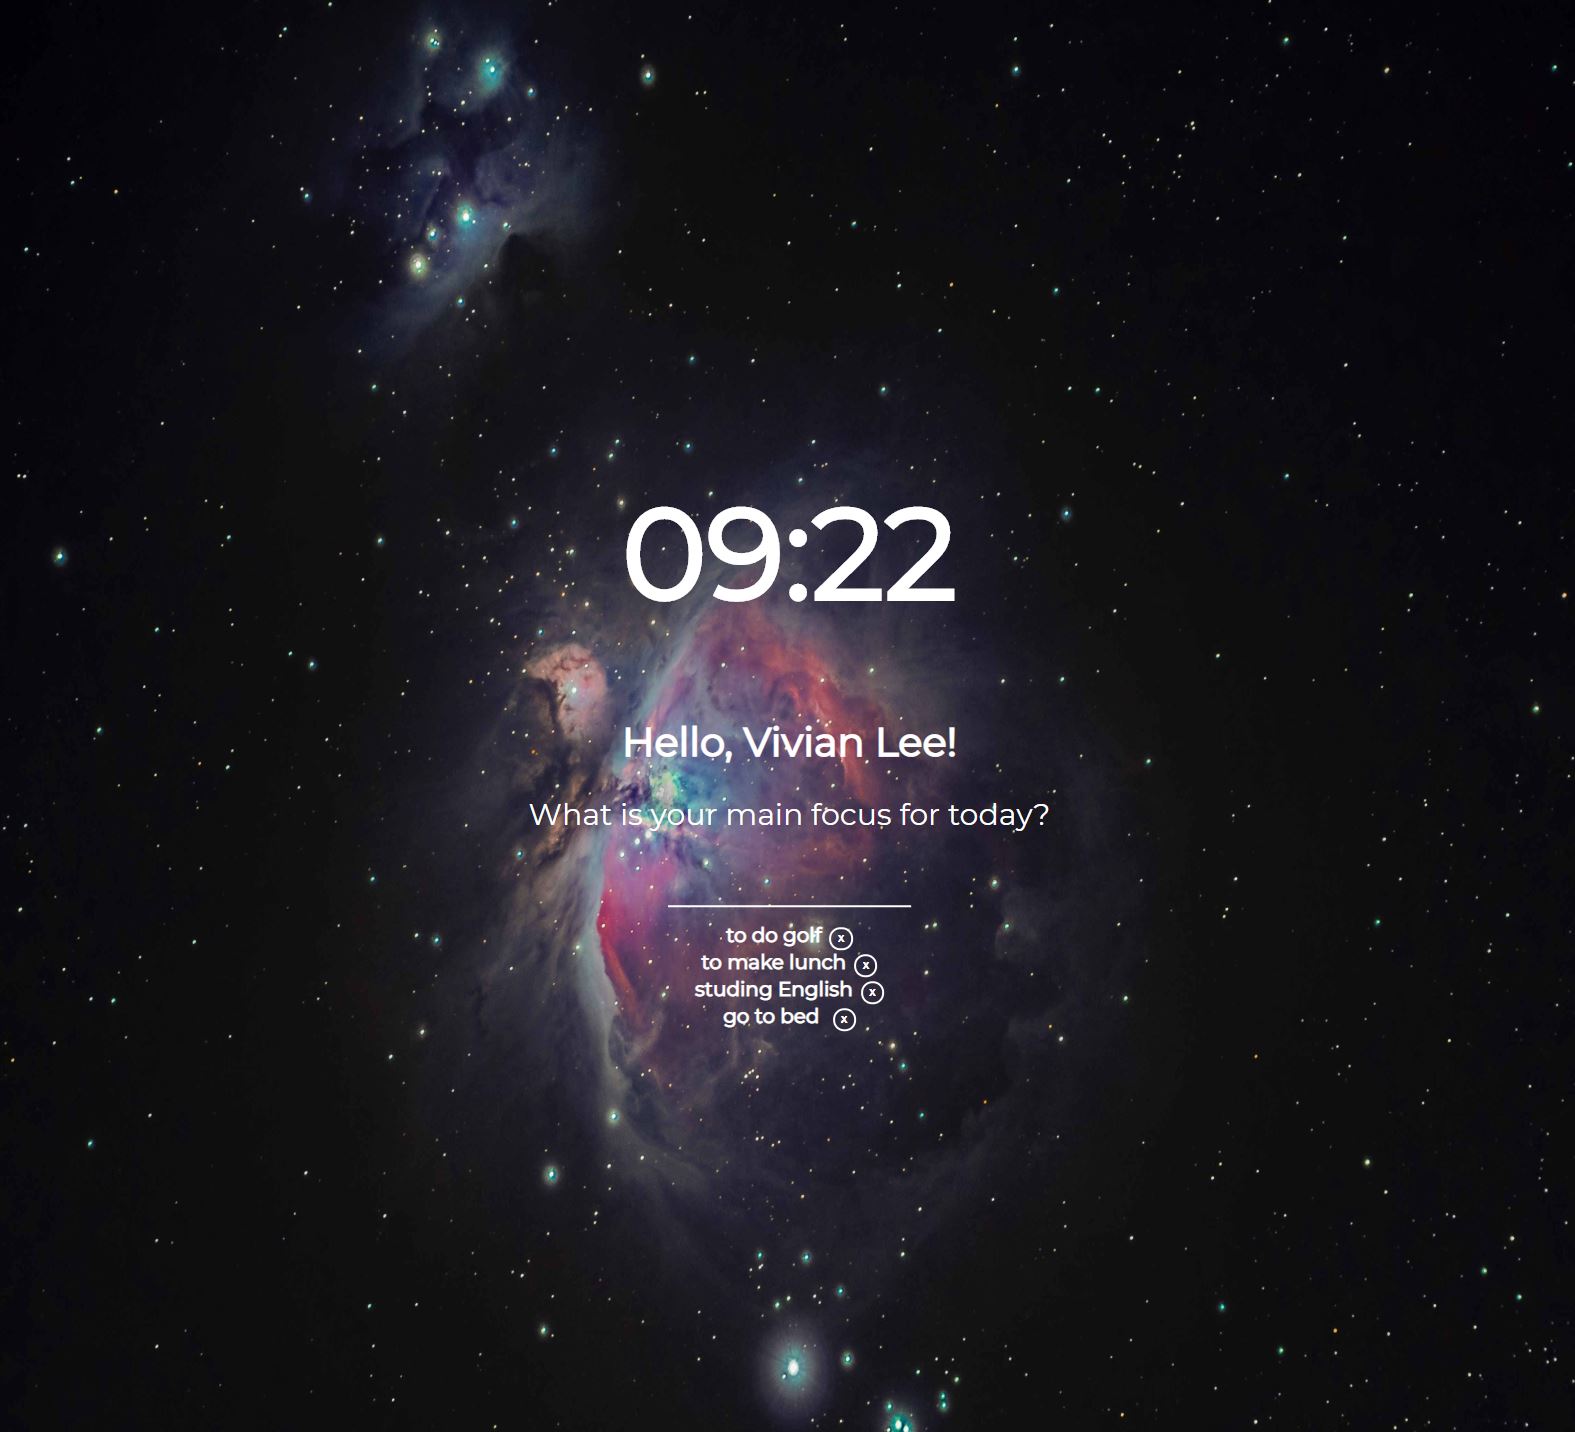 09:22
Hello, Vivian Lee!
What is your main focus for today?
to do golf x
to make lunch x
studing English x
go to bed x